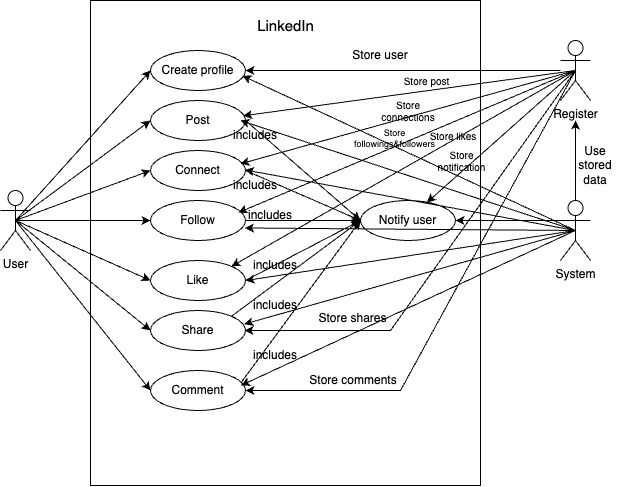 LinkedIn
Create profile
Store user
Store post
Register
Post
Store
connections
includes
Store
followings&followers
Store likes
Use
stored
data
Connect
Store
notification
includes
User
Follow
includes
Notify user
System
Like
includes
Share
includes
Store shares
Comment
includes
Store comments